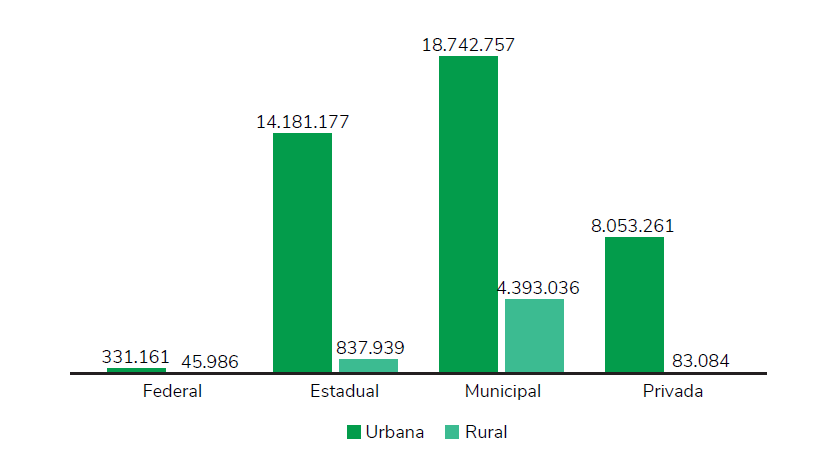 18.742.757
14.181.177
8.053.261
4.393.036
331.161
45.986
837.939
83.084
Federal
Estadual
Municipal
Privada
Urbana
Rural